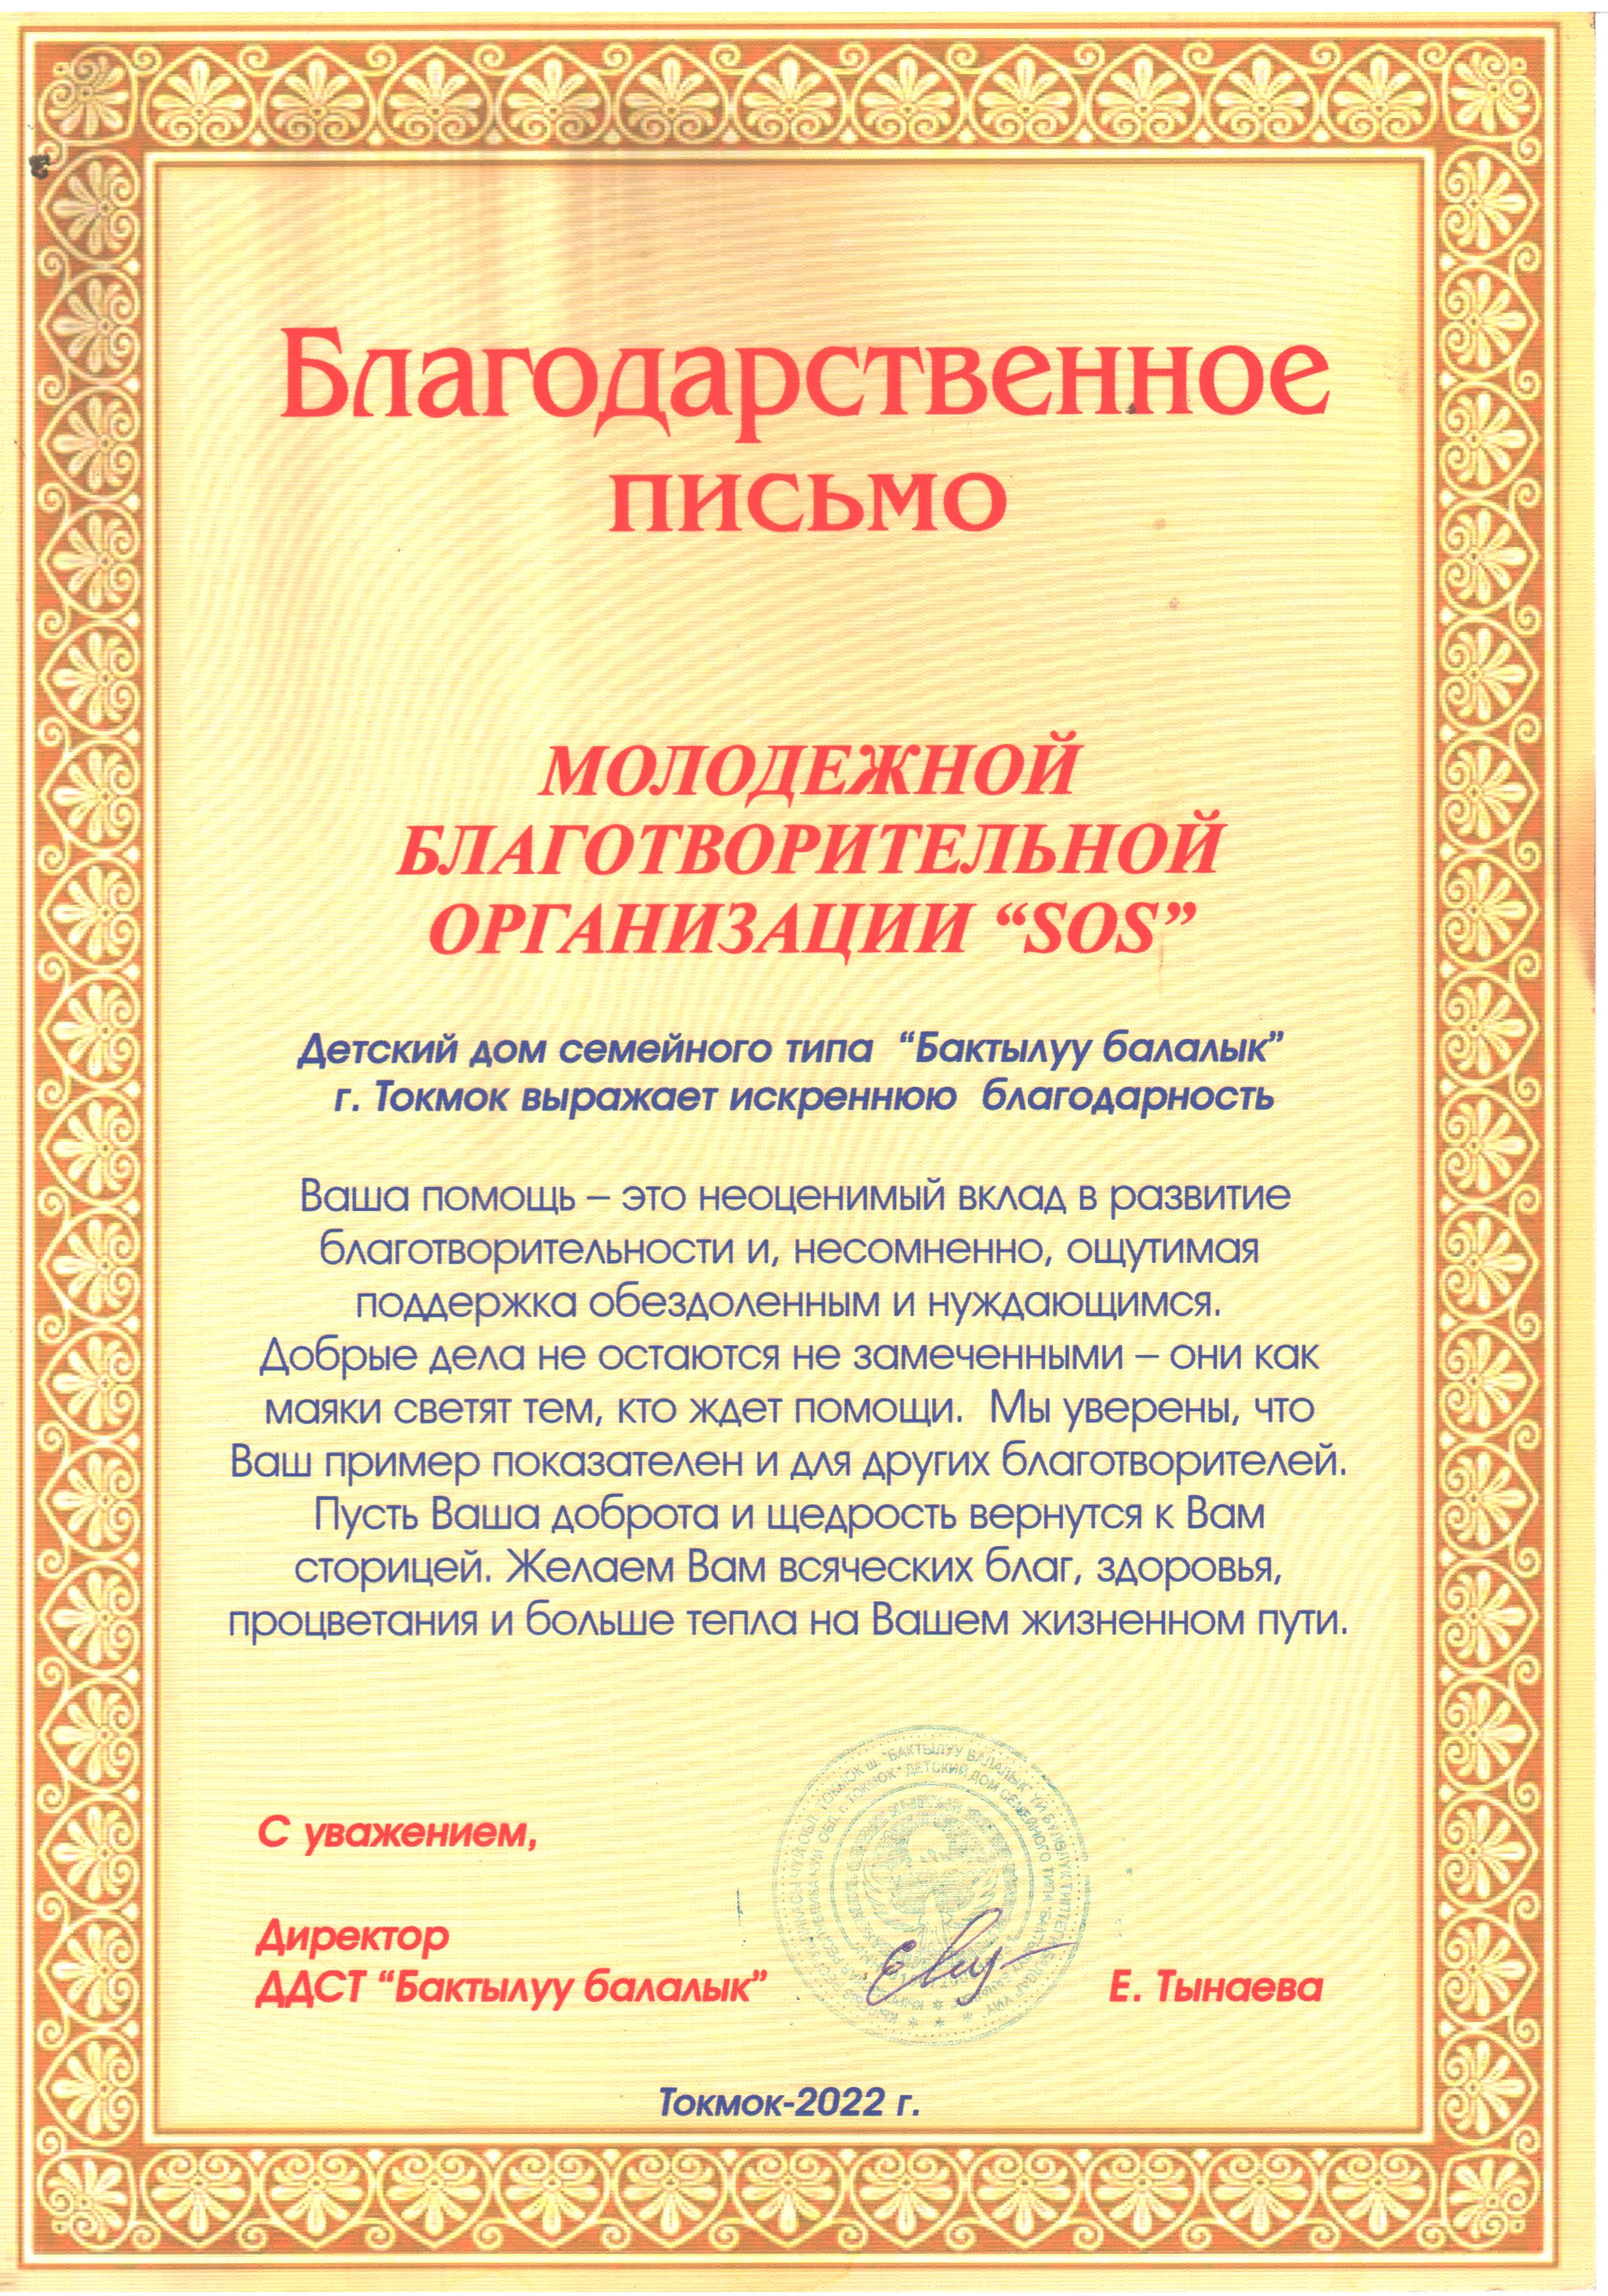 Благодарственное
письмо
МОЛОДЕЖНОЙ
БЛАГОТВОРИТЕЛЬНОЙ
ОРГАНИЗАЦИИ “SOS”
Детский дом семейного типа “Бактылуу балалык”
г. Токмок выражает искреннюю благодарность
Ваша помощь – это неоценимый вклад в развитие
благотворительности и, несомненно, ощутимая
поддержка обездоленным и нуждающимся.
Добрые дела не остаются не замеченными – они как
маяки светят тем, кто ждет помощи. Мы уверены, что
Ваш пример показателен и для других благотворителей.
Пусть Ваша доброта и щедрость вернутся к Вам
сторицей. Желаем Вам всяческих благ, здоровья,
процветания и больше тепла на Вашем жизненном пути.
С уважением,
Директор
ДДСТ “Бактылуу балалык”
Е. Тынаева
Токмок-2022 г.